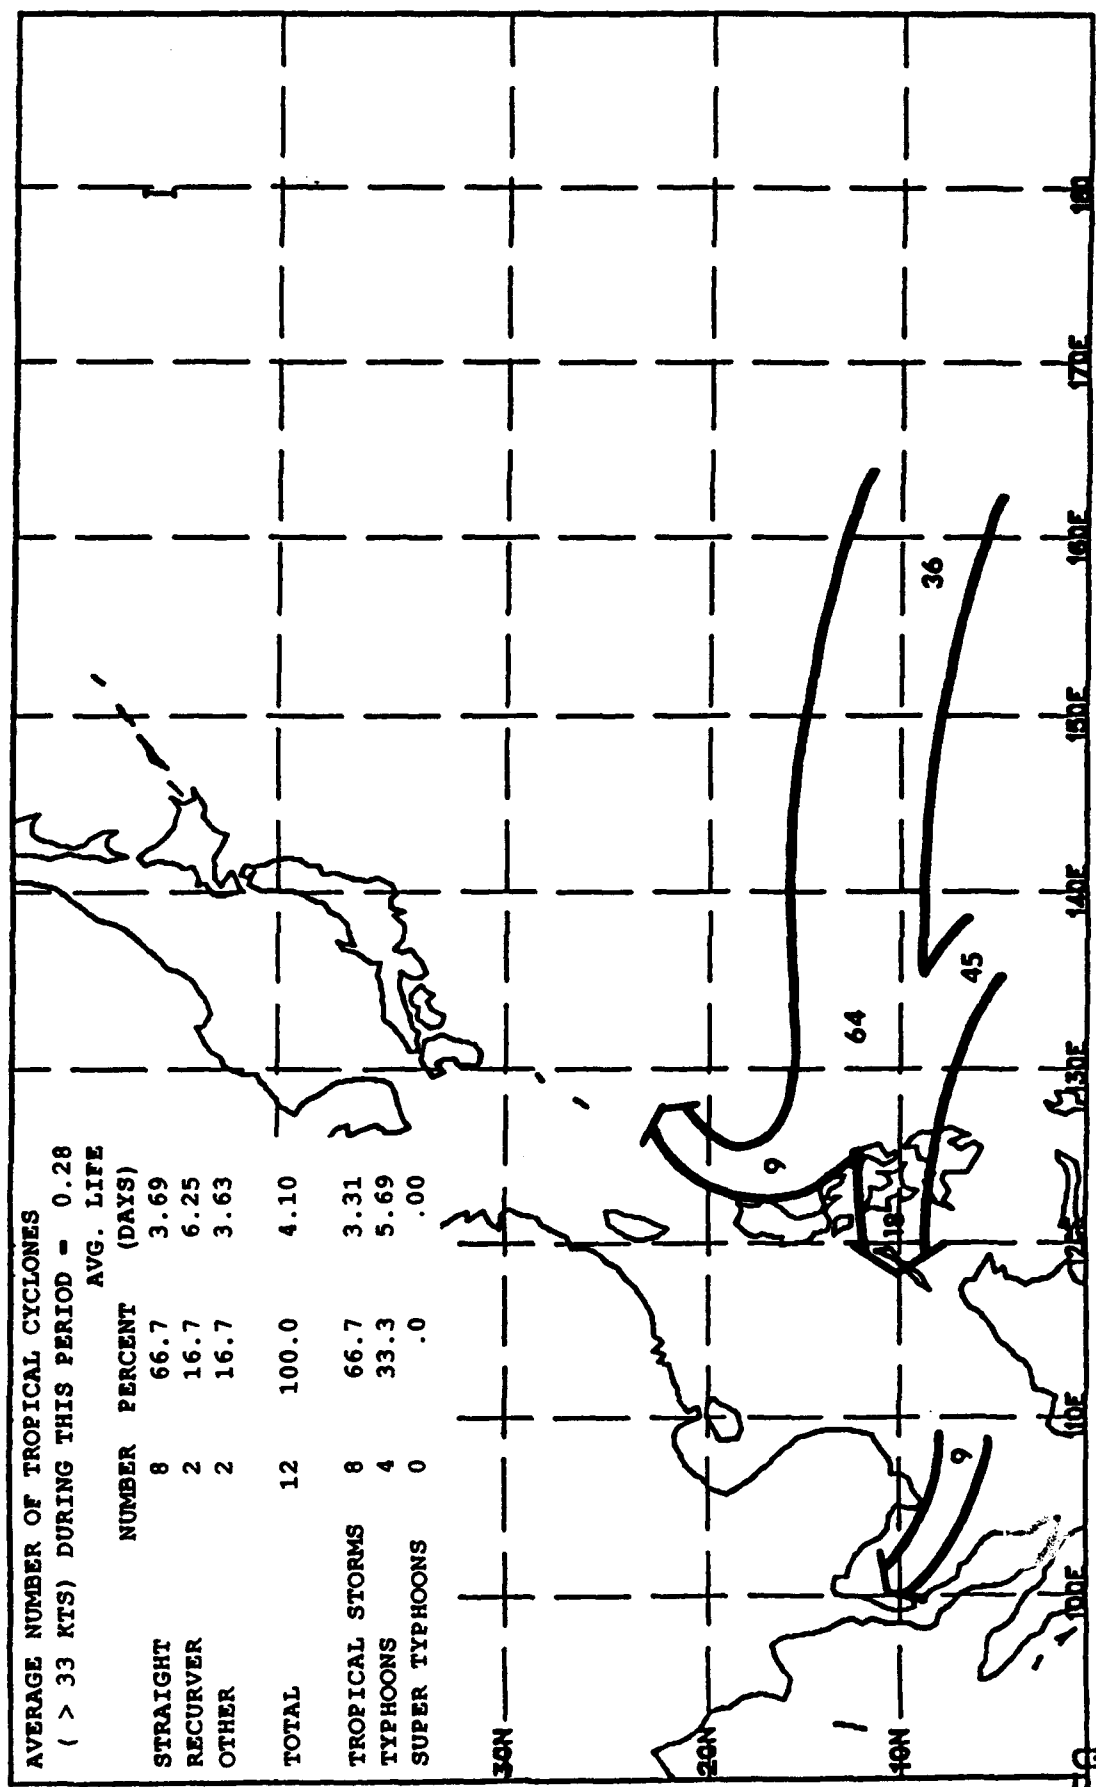 AVERAGE NUMBER OF TROPICAL CYCLONES
( > 33 KTS) DURING THIS PERIOD = 0.28
AVG. LIFE
NUMBER PERCENT (DAYS)
STRAIGHT 8 66.7 3.69
RECURVER 2 16.7 6.25
OTHER 2 16.7 3.63
TOTAL 12 100.0 4.10
TROPICAL STORMS 8 66.7 3.31
TYPHOONS 4 33.3 5.69
SUPER TYPHOONS 0 .0 .00
30N
20N
9
64
18
36
10N
45
9
100E
110E
130E
140E
150E
160E
170E
180